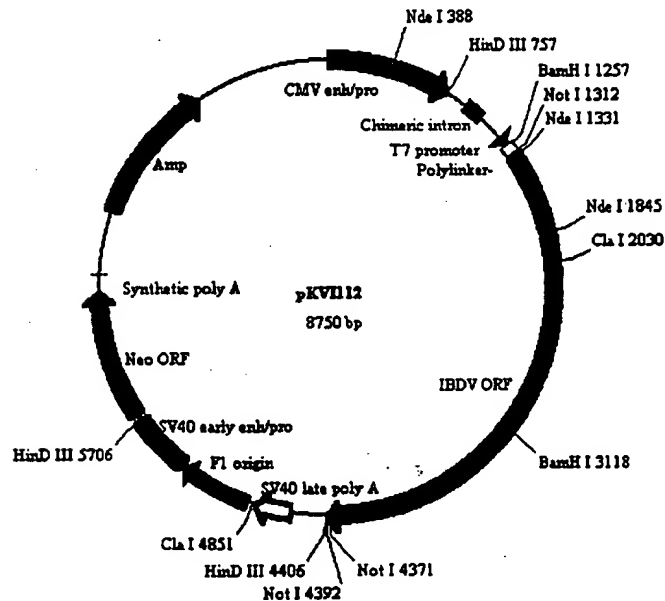 Nde I 388
HinD III 757
CMV enh/pro
BamH I 1257
Not I 1312
Chimeric intron
Nde I 1331
T7 promoter
Polylinker-
Amp
Nde I 1845
Cla I 2030
Synthetic poly A
pKVI112
8750 bp
Neo ORF
IBDV ORF
SV40 early enh/pro
HinD III 5706
F1 origin
BamH I 3118
SV40 late poly A
Cla I 4851
HinD III 4406
Not I 4371
Not I 4392